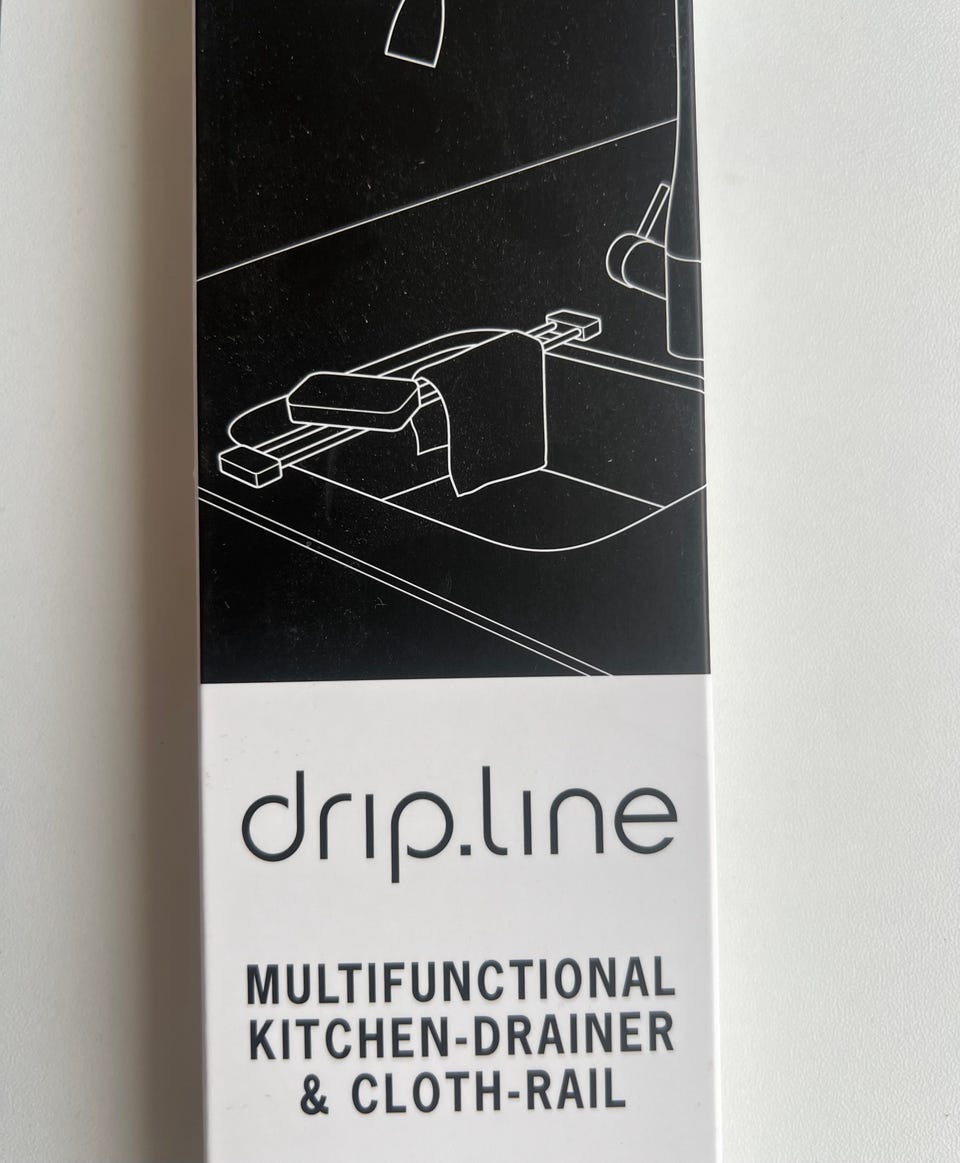 drip.line
MULTIFUNCTIONAL
KITCHEN-DRAINER
& CLOTH-RAIL